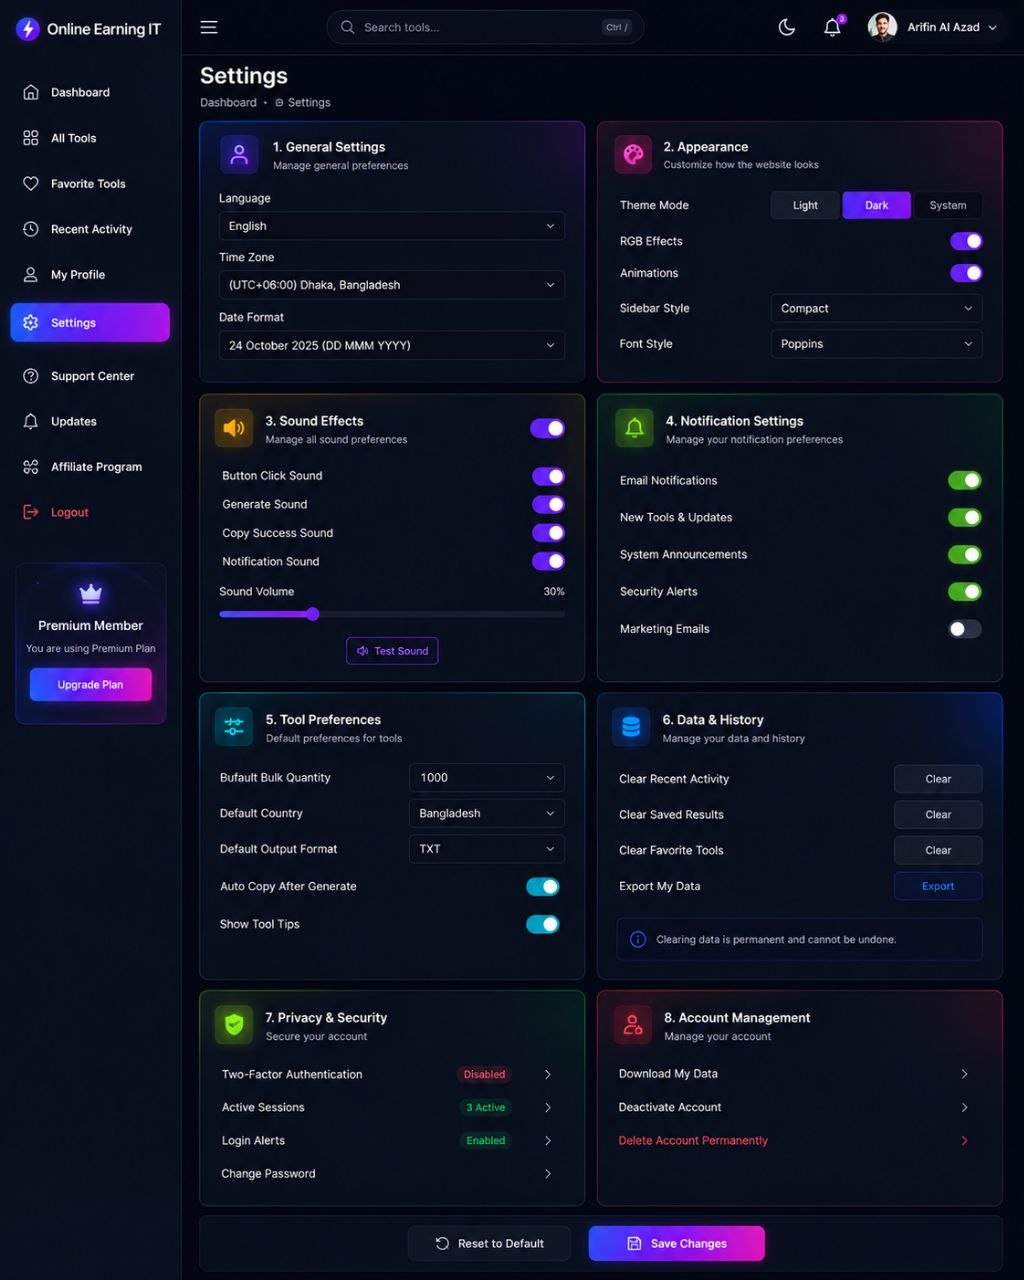 Online Earning IT
Search tools...
Ctrl /
3
Arifin Al Azad
Dashboard
All Tools
Favorite Tools
Recent Activity
My Profile
Settings
Support Center
Updates
Affiliate Program
Logout
Premium Member
You are using Premium Plan
Upgrade Plan
Settings
Dashboard • Settings
1. General Settings
Manage general preferences
Language
English
Time Zone
(UTC+06:00) Dhaka, Bangladesh
Date Format
24 October 2025 (DD MMM YYYY)
2. Appearance
Customize how the website looks
Theme Mode
Light Dark System
RGB Effects
Animations
Sidebar Style Compact
Font Style Poppins
3. Sound Effects
Manage all sound preferences
Button Click Sound
Generate Sound
Copy Success Sound
Notification Sound
Sound Volume 30%
Test Sound
4. Notification Settings
Manage your notification preferences
Email Notifications
New Tools & Updates
System Announcements
Security Alerts
Marketing Emails
5. Tool Preferences
Default preferences for tools
Bufault Bulk Quantity 1000
Default Country Bangladesh
Default Output Format TXT
Auto Copy After Generate
Show Tool Tips
6. Data & History
Manage your data and history
Clear Recent Activity Clear
Clear Saved Results Clear
Clear Favorite Tools Clear
Export My Data Export
Clearing data is permanent and cannot be undone.
7. Privacy & Security
Secure your account
Two-Factor Authentication Disabled
Active Sessions 3 Active
Login Alerts Enabled
Change Password
8. Account Management
Manage your account
Download My Data
Deactivate Account
Delete Account Permanently
Reset to Default
Save Changes